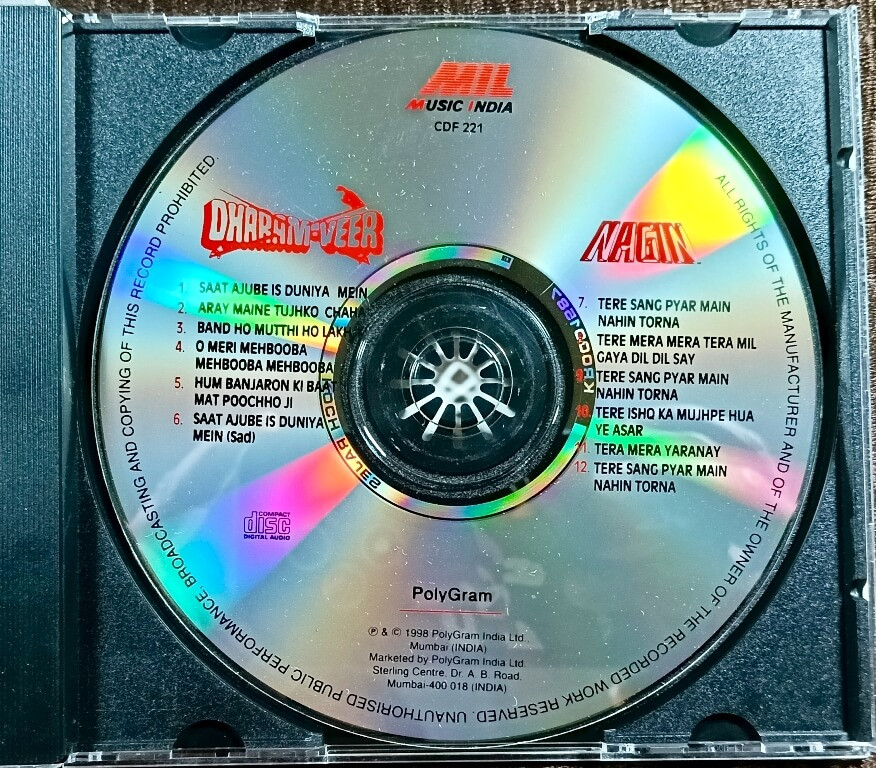 MIL
MUSIC INDIA
CDF 221
DHARAM-VEER
1. SAAT AJUBE IS DUNIYA MEIN
2. ARAY MAINE TUJHKO CHAHA
3. BAND HO MUTTHI HO LAKH
4. O MERI MEHBOOBA
MEHBOOBA MEHBOOBA
5. HUM BANJARON KI BAAT
MAT POOCHHO JI
6. SAAT AJUBE IS DUNIYA
MEIN (Sad)
NAGIN
7. TERE SANG PYAR MAIN
NAHIN TORNA
8. TERE MERA MERA TERA MIL
GAYA DIL DIL SAY
9. TERE SANG PYAR MAIN
NAHIN TORNA
10. TERE ISHQ KA MUJHPE HUA
YE ASAR
11. TERA MERA YARANAY
12. TERE SANG PYAR MAIN
NAHIN TORNA
COMPACT
disc
DIGITAL AUDIO
PolyGram
℗ & © 1998 PolyGram India Ltd.,
Mumbai (INDIA)
Marketed by PolyGram India Ltd
Sterling Centre, Dr. A. B. Road,
Mumbai-400 018 (INDIA)
ALL RIGHTS OF THE MANUFACTURER AND OF THE OWNER OF THE RECORDED WORK RESERVED. UNAUTHORISED PUBLIC PERFORMANCE, BROADCASTING AND COPYING OF THIS RECORD PROHIBITED.